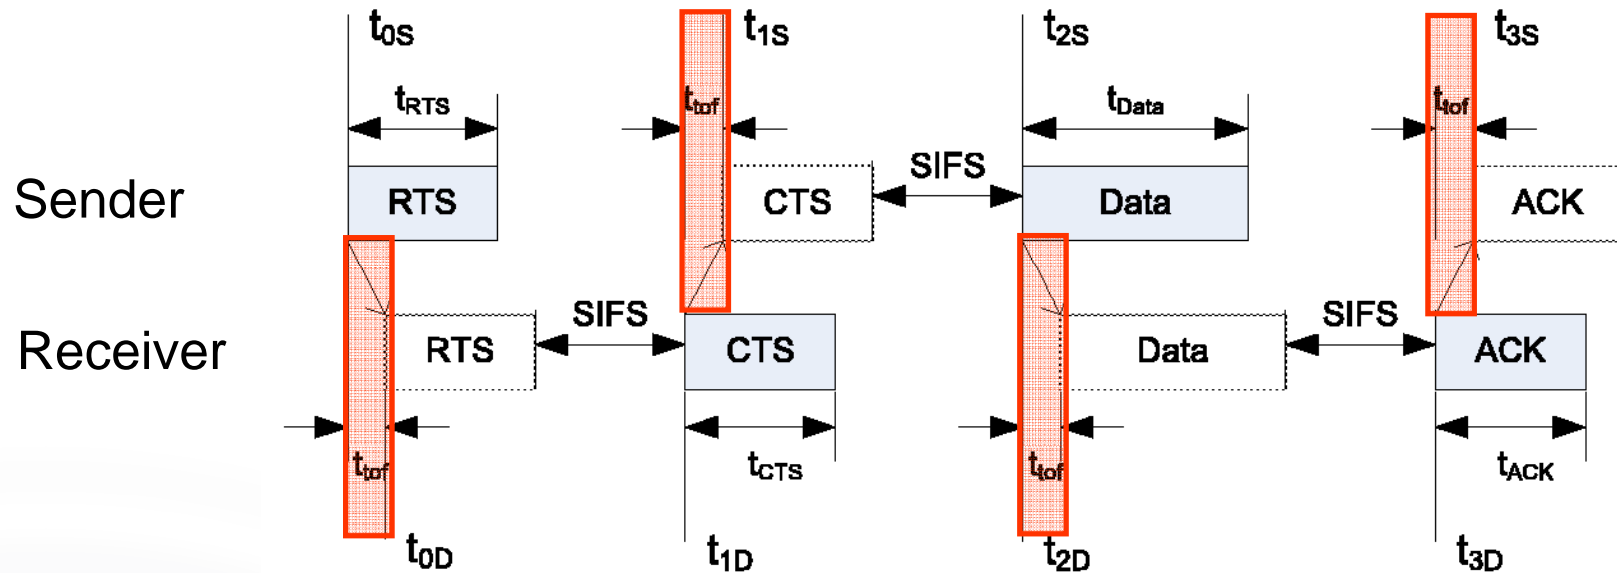 t0S t1S t2S t3S
tRTS ttof tData ttof
SIFS
Sender RTS CTS Data ACK
SIFS SIFS
Receiver RTS CTS Data ACK
ttof tCTS ttof tACK
t0D t1D t2D t3D